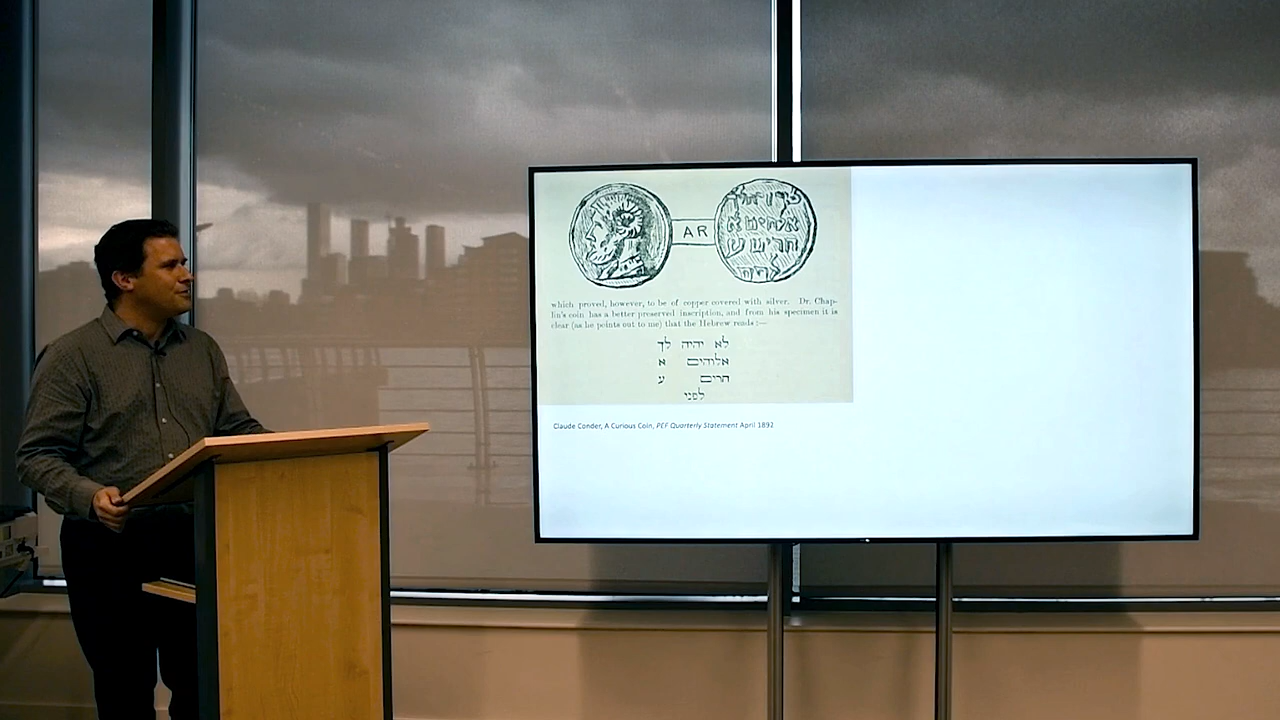 AR
which proved, however, to be of copper covered with silver. Dr. Chap-
lin's coin has a better preserved inscription, and from his specimen it is
clear (as he points out to me) that the Hebrew reads :—
לא יהיה לך
אלוהים א
חרים ע
לפני
Claude Conder, A Curious Coin, PEF Quarterly Statement April 1892